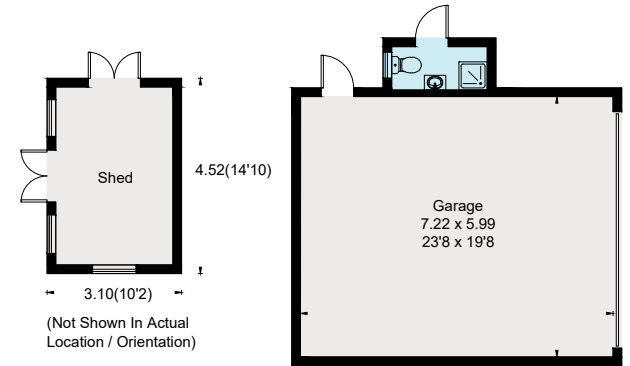 Shed
4.52(14'10)
3.10(10'2)
(Not Shown In Actual
Location / Orientation)
Garage
7.22 x 5.99
23'8 x 19'8